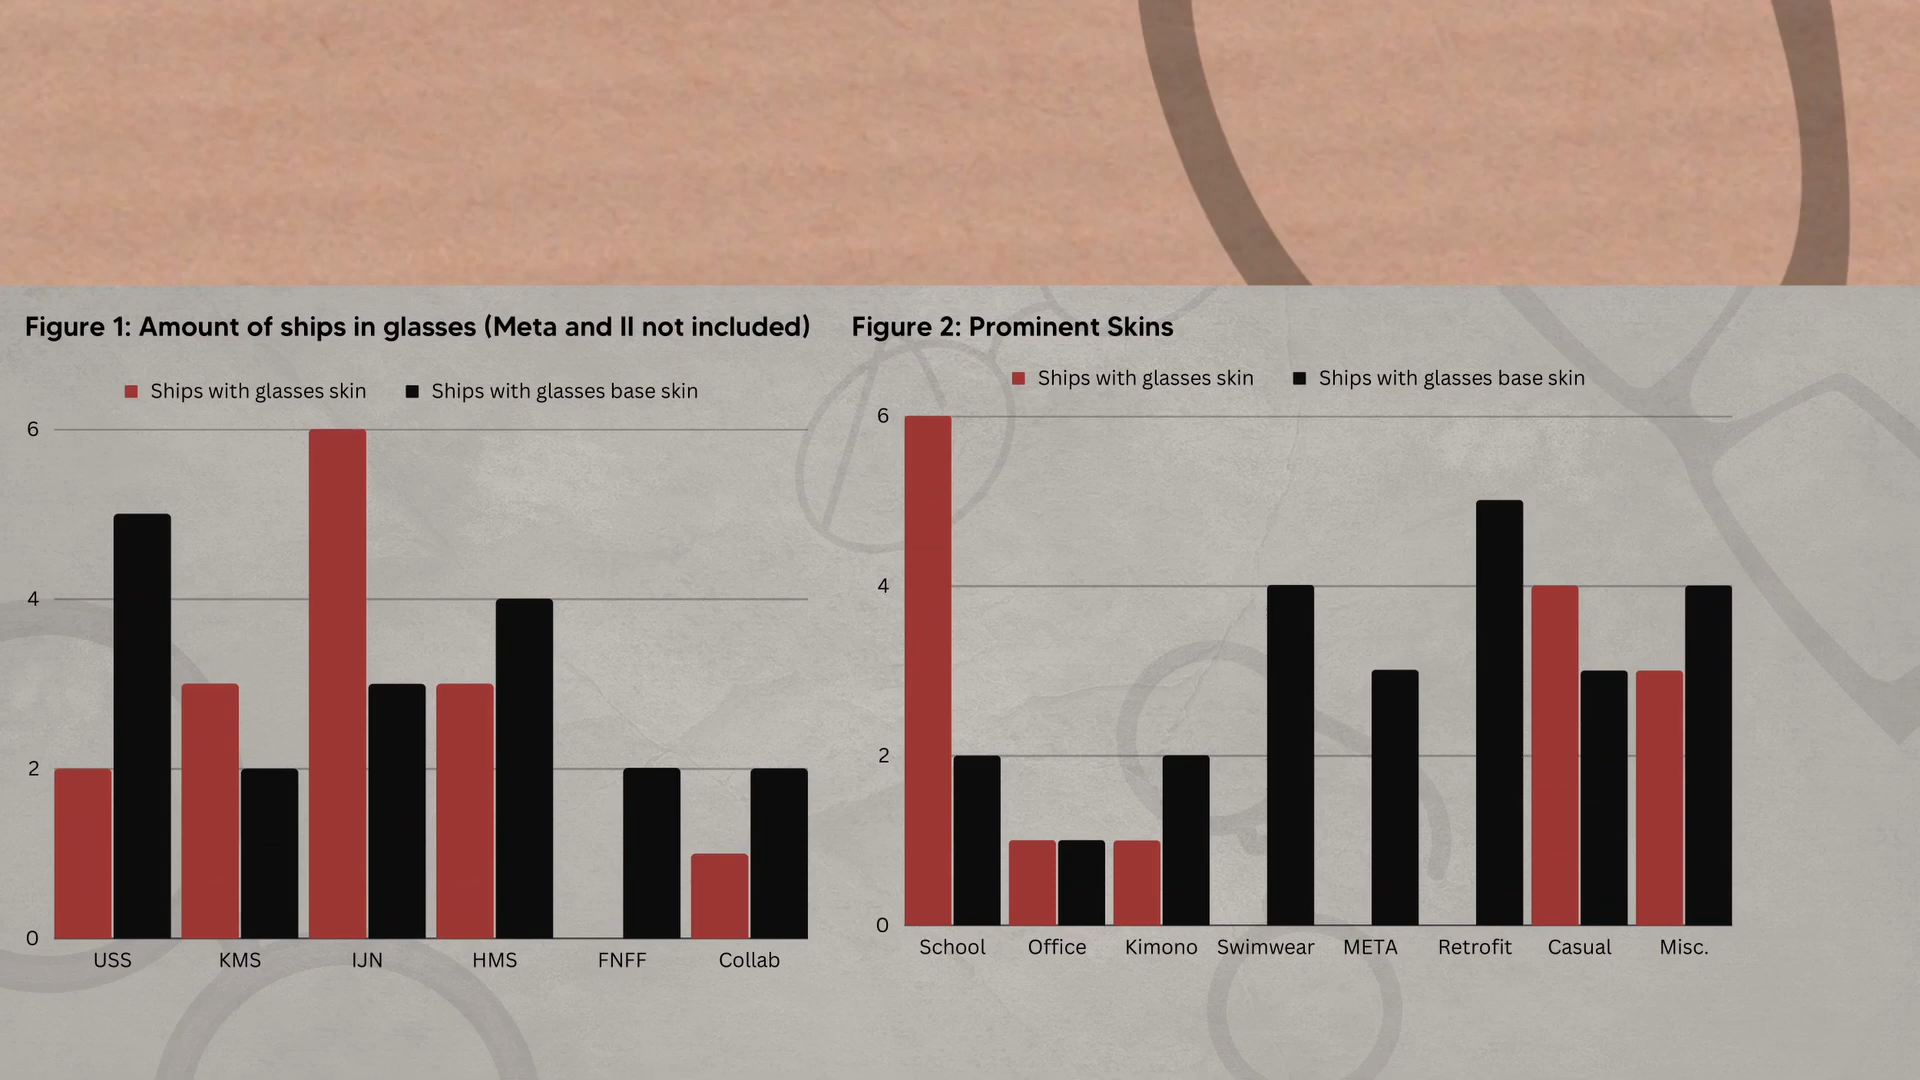 Figure 1: Amount of ships in glasses (Meta and II not included)
Ships with glasses skin
Ships with glasses base skin
6
4
2
0
USS
KMS
IJN
HMS
FNFF
Collab
Figure 2: Prominent Skins
Ships with glasses skin
Ships with glasses base skin
6
4
2
0
School
Office
Kimono
Swimwear
META
Retrofit
Casual
Misc.